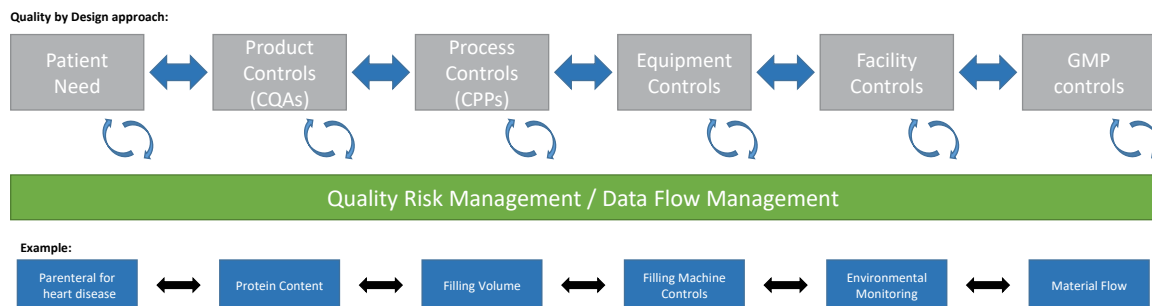 Quality by Design approach:
Patient
Need
Product
Controls
(CQAs)
Process
Controls
(CPPs)
Equipment
Controls
Facility
Controls
GMP
controls
Quality Risk Management / Data Flow Management
Example:
Parenteral for
heart disease
Protein Content
Filling Volume
Filling Machine
Controls
Environmental
Monitoring
Material Flow